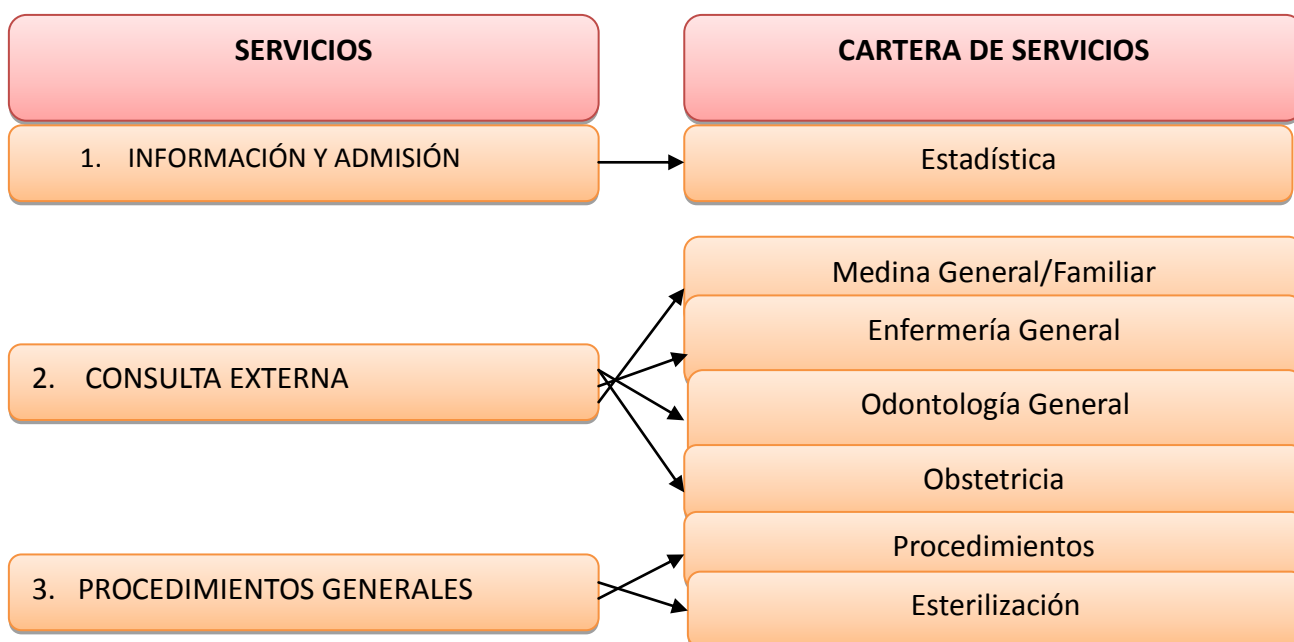 SERVICIOS
CARTERA DE SERVICIOS
1. INFORMACIÓN Y ADMISIÓN
Estadística
2. CONSULTA EXTERNA
Medina General/Familiar
Enfermería General
Odontología General
Obstetricia
3. PROCEDIMIENTOS GENERALES
Procedimientos
Esterilización